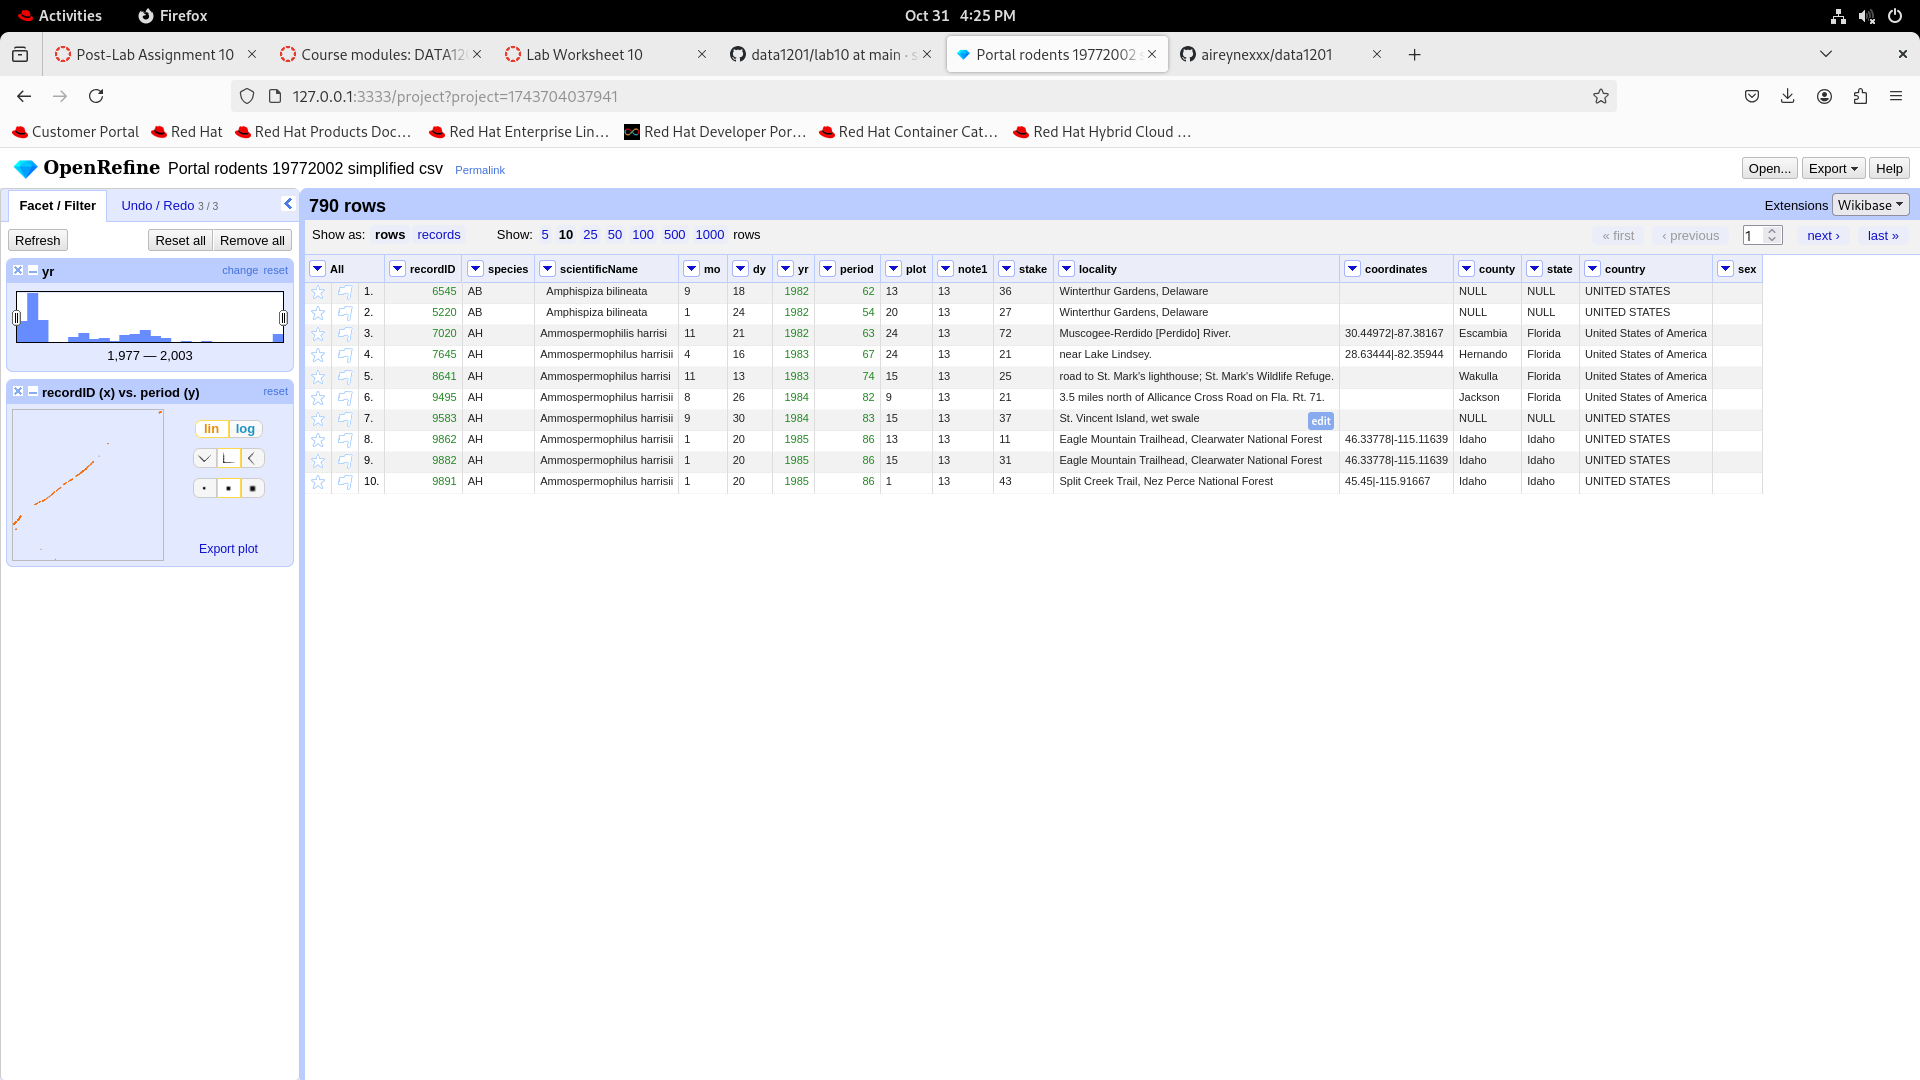 Activities Firefox Oct 31 4:25 PM
Post-Lab Assignment 10 Course modules: DATA12 Lab Worksheet 10 data1201/lab10 at main · s Portal rodents 19772002 s aireynexxx/data1201
127.0.0.1:3333/project?project=1743704037941
Customer Portal Red Hat Red Hat Products Doc… Red Hat Enterprise Lin… Red Hat Developer Por… Red Hat Container Cat… Red Hat Hybrid Cloud …
OpenRefine Portal rodents 19772002 simplified csv Permalink Open... Export Help
Facet / Filter Undo / Redo 3 / 3 790 rows Extensions Wikibase
Refresh Reset all Remove all Show as: rows records Show: 5 10 25 50 100 500 1000 rows « first ‹ previous 1 next › last »
yr change reset
1,977 — 2,003
recordID (x) vs. period (y) reset
lin log
Export plot
All recordID species scientificName mo dy yr period plot note1 stake locality coordinates county state country sex
1. 6545 AB Amphispiza bilineata 9 18 1982 62 13 13 36 Winterthur Gardens, Delaware NULL NULL UNITED STATES
2. 5220 AB Amphispiza bilineata 1 24 1982 54 20 13 27 Winterthur Gardens, Delaware NULL NULL UNITED STATES
3. 7020 AH Ammospermophilis harrisi 11 21 1982 63 24 13 72 Muscogee-Rerdido [Perdido] River. 30.44972|-87.38167 Escambia Florida United States of America
4. 7645 AH Ammospermophilus harrisii 4 16 1983 67 24 13 21 near Lake Lindsey. 28.63444|-82.35944 Hernando Florida United States of America
5. 8641 AH Ammospermophilus harrisi 11 13 1983 74 15 13 25 road to St. Mark's lighthouse; St. Mark's Wildlife Refuge. Wakulla Florida United States of America
6. 9495 AH Ammospermophilus harrisii 8 26 1984 82 9 13 21 3.5 miles north of Allicance Cross Road on Fla. Rt. 71. Jackson Florida United States of America
7. 9583 AH Ammospermophilus harrisii 9 30 1984 83 15 13 37 St. Vincent Island, wet swale edit NULL NULL UNITED STATES
8. 9862 AH Ammospermophilus harrisii 1 20 1985 86 13 13 11 Eagle Mountain Trailhead, Clearwater National Forest 46.33778|-115.11639 Idaho Idaho UNITED STATES
9. 9882 AH Ammospermophilus harrisii 1 20 1985 86 15 13 31 Eagle Mountain Trailhead, Clearwater National Forest 46.33778|-115.11639 Idaho Idaho UNITED STATES
10. 9891 AH Ammospermophilus harrisii 1 20 1985 86 1 13 43 Split Creek Trail, Nez Perce National Forest 45.45|-115.91667 Idaho Idaho UNITED STATES